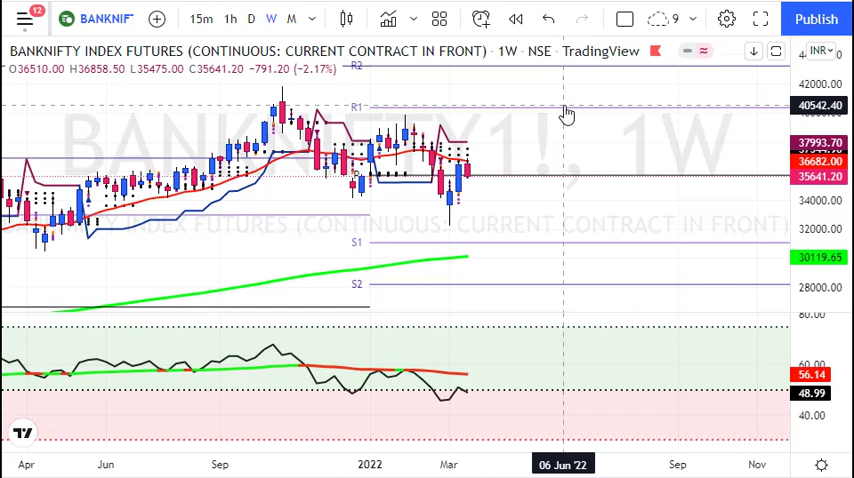 12
BANKNIF
15m 1h D W M
9
Publish
BANKNIFTY INDEX FUTURES (CONTINUOUS: CURRENT CONTRACT IN FRONT) · 1W · NSE · TradingView
INR
O36510.00 H36858.50 L35475.00 C35641.20 -791.20 (-2.17%)
R2
42000.00
R1
40542.40
BANKNIFTY1!, 1W
37993.70
36682.00
P
35641.20
34000.00
BANKNIFTY INDEX FUTURES (CONTINUOUS: CURRENT CONTRACT IN FRONT)
32000.00
S1
30119.65
S2
28000.00
80.00
60.00
56.14
48.99
40.00
Apr Jun Sep 2022 Mar 06 Jun '22 Sep Nov